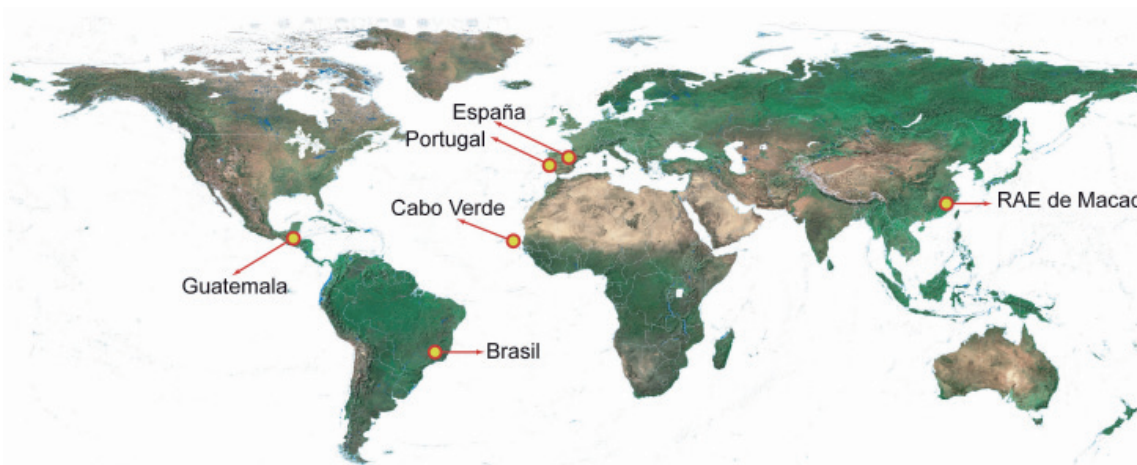 España
Portugal
Cabo Verde
RAE de Macao
Guatemala
Brasil